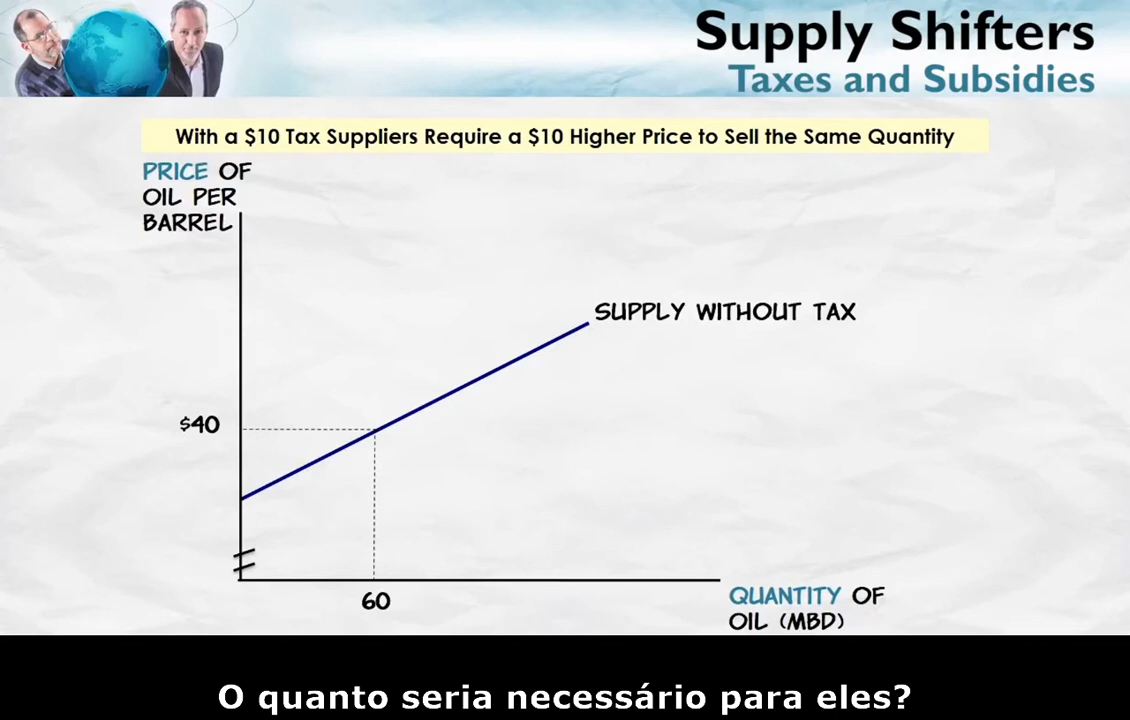 Supply Shifters
Taxes and Subsidies
With a $10 Tax Suppliers Require a $10 Higher Price to Sell the Same Quantity
PRICE OF
OIL PER
BARREL
SUPPLY WITHOUT TAX
$40
60
QUANTITY OF
OIL (MBD)
O quanto seria necessário para eles?